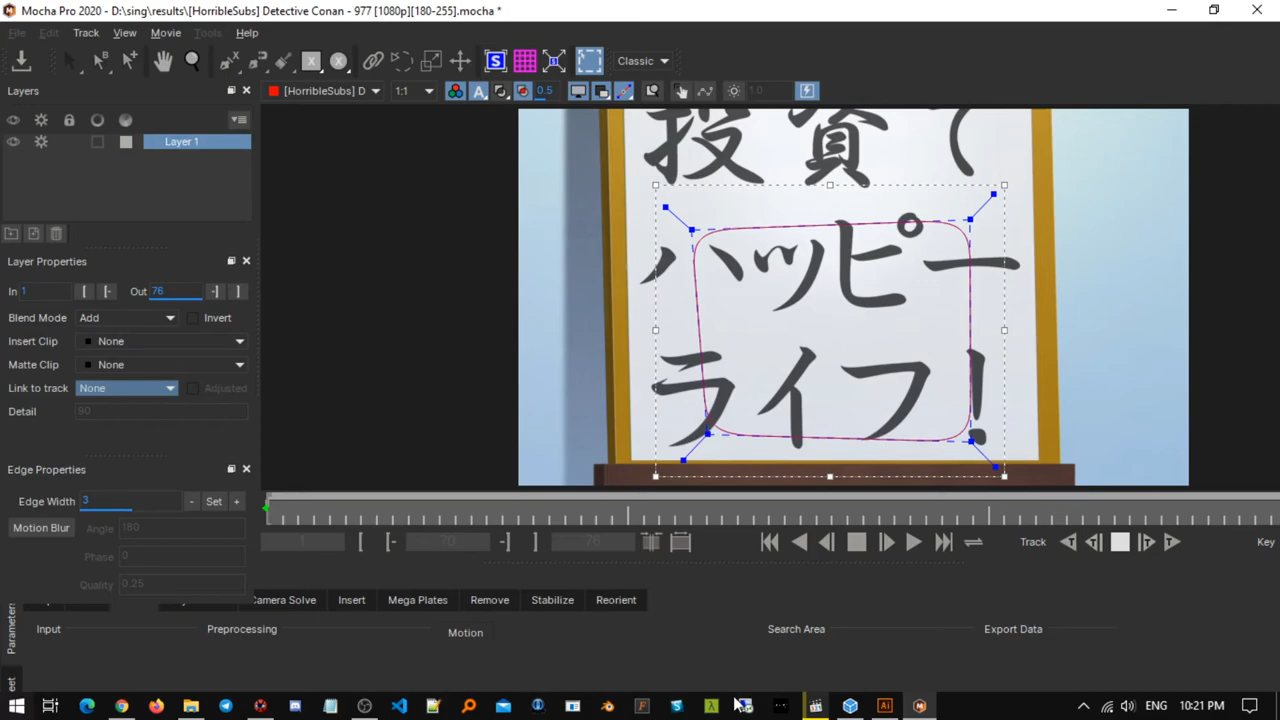 Mocha Pro 2020 - D:\sing\results\[HorribleSubs] Detective Conan - 977 [1080p][180-255].mocha *
File Edit Track View Movie Tools Help
Classic
Layers
[HorribleSubs] D 1:1 0.5 1.0
Layer 1
Layer Properties
In 1 Out 76
Blend Mode Add Invert
Insert Clip None
Matte Clip None
Link to track None Adjusted
Detail 90
Edge Properties
Edge Width 3 - Set +
Motion Blur Angle 180
Phase 0
Quality 0.25
投資で
ハッピー
ライフ!
1 70 76 Track Key
Camera Solve Insert Mega Plates Remove Stabilize Reorient
Parameters
Input Preprocessing Motion Search Area Export Data
ENG 10:21 PM